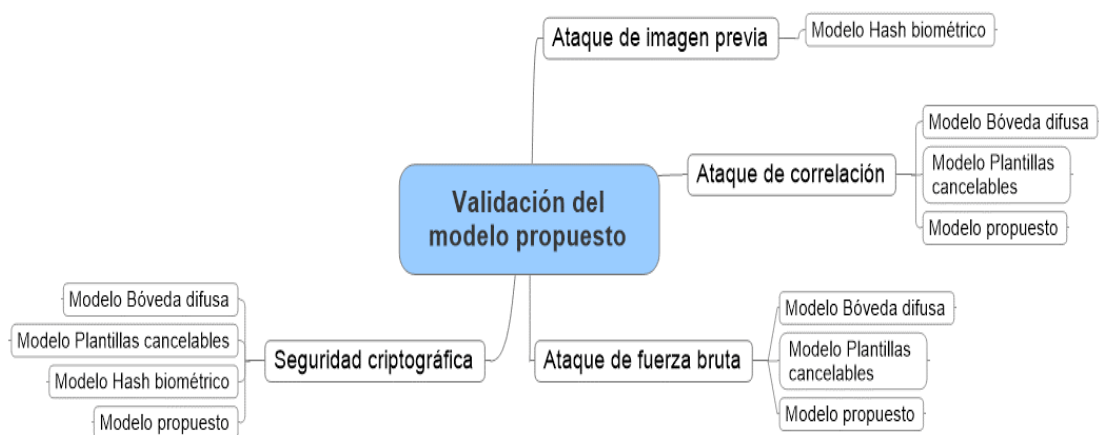 Ataque de imagen previa
Modelo Hash biométrico
Ataque de correlación
Modelo Bóveda difusa
Modelo Plantillas
cancelables
Modelo propuesto
Validación del
modelo propuesto
Seguridad criptográfica
Modelo Bóveda difusa
Modelo Plantillas cancelables
Modelo Hash biométrico
Modelo propuesto
Ataque de fuerza bruta
Modelo Bóveda difusa
Modelo Plantillas
cancelables
Modelo propuesto